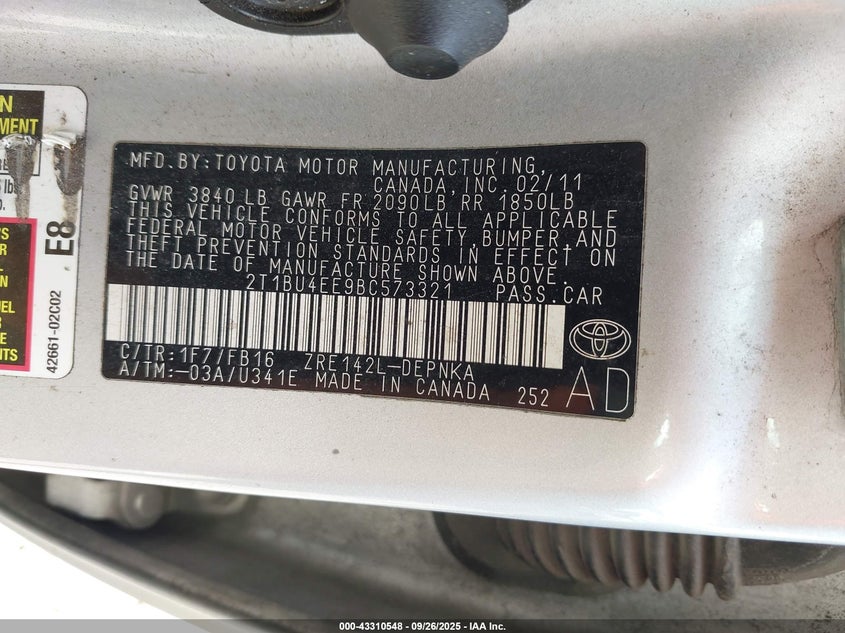 MFD.BY:TOYOTA MOTOR MANUFACTURING,
CANADA,INC.02/11
GVWR 3840 LB GAWR FR 2090LB,RR 1850LB
THIS VEHICLE CONFORMS TO ALL APPLICABLE
FEDERAL MOTOR VEHICLE SAFETY,BUMPER,AND
THEFT PREVENTION STANDARDS IN EFFECT ON
THE DATE OF MANUFACTURE SHOWN ABOVE.
2T1BU4EE9BC573321 PASS.CAR
C/TR:1F7/FB16 ZRE142L-DEPNKA
A/TM:-03A/U341E MADE IN CANADA 252 AD
E8
42661-02C02
000-43310548 - 09/26/2025 - IAA Inc.